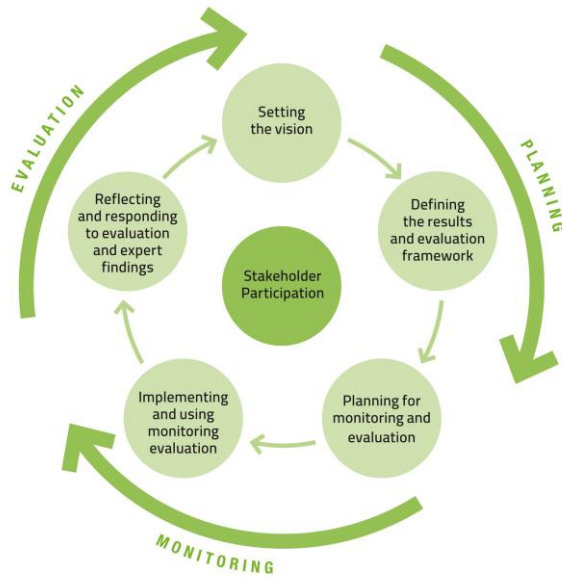 EVALUATION
PLANNING
MONITORING
Setting
the vision
Defining
the results
and evaluation
framework
Planning for
monitoring and
evaluation
Implementing
and using
monitoring
evaluation
Reflecting
and responding
to evaluation
and expert
findings
Stakeholder
Participation